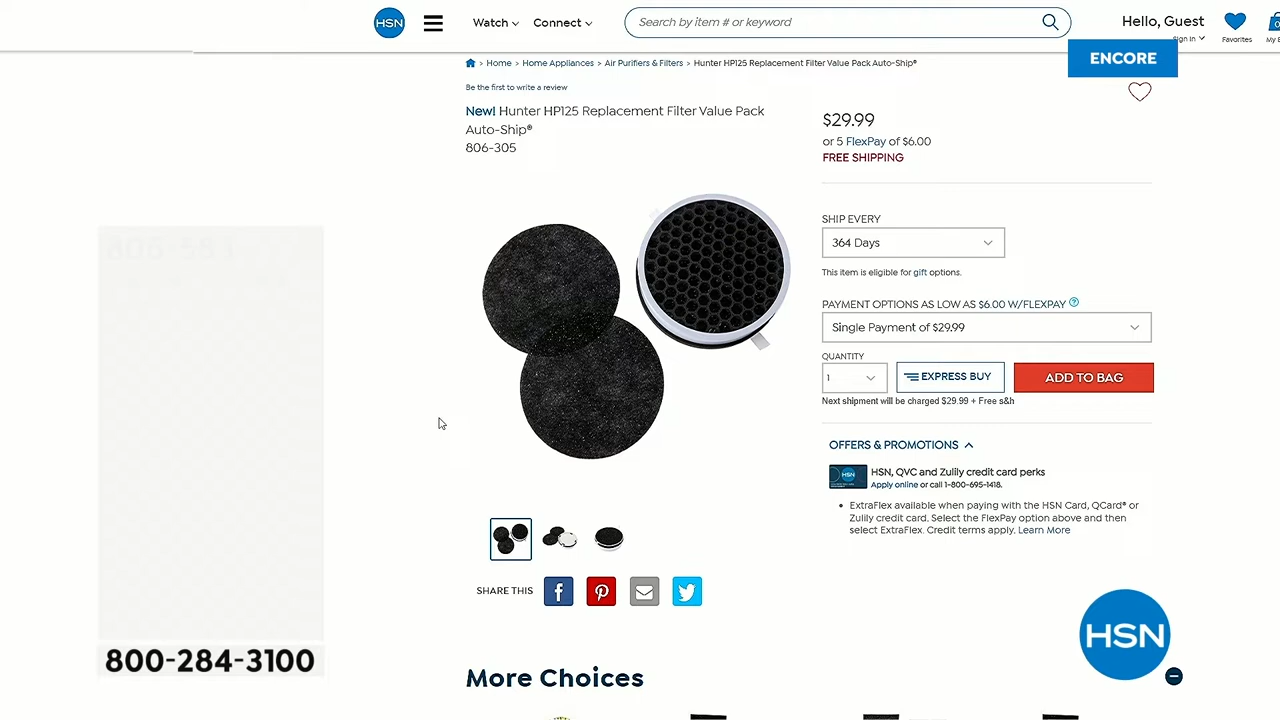 HSN
Watch
Connect
Search by item # or keyword
Hello, Guest
Sign In
Favorites
My
0
ENCORE
> Home > Home Appliances > Air Purifiers & Filters > Hunter HP125 Replacement Filter Value Pack Auto-Ship®
Be the first to write a review
New! Hunter HP125 Replacement Filter Value Pack
Auto-Ship®
806-305
$29.99
or 5 FlexPay of $6.00
FREE SHIPPING
SHIP EVERY
364 Days
This item is eligible for gift options.
PAYMENT OPTIONS AS LOW AS $6.00 W/FLEXPAY ?
Single Payment of $29.99
QUANTITY
1
EXPRESS BUY
ADD TO BAG
Next shipment will be charged $29.99 + Free s&h
OFFERS & PROMOTIONS
HSN
HSN, QVC and Zulily credit card perks
Apply online or call 1-800-695-1418.
• ExtraFlex available when paying with the HSN Card, QCard® or
Zulily credit card. Select the FlexPay option above and then
select ExtraFlex. Credit terms apply. Learn More
SHARE THIS
More Choices
800-284-3100
HSN